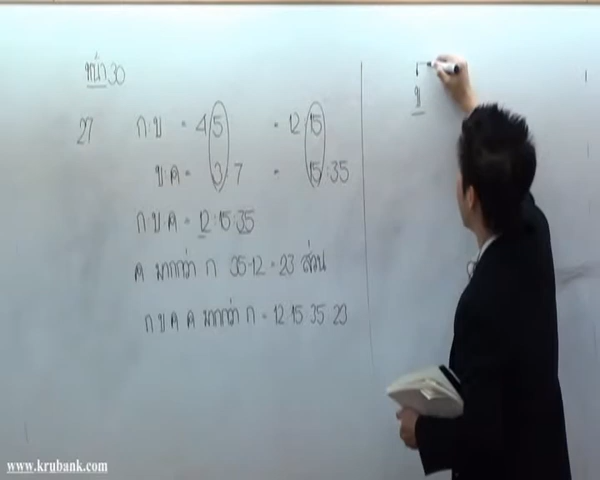 หน้า 30
27 ก:ข = 4:5 = 12:15
ข:ค = 3:7 = 15:35
ก:ข:ค = 12:15:35
ค มากกว่า ก 35-12 = 23 ส่วน
ก:ข:ค:ค มากกว่า ก = 12:15:35:23
ข
www.krubank.com